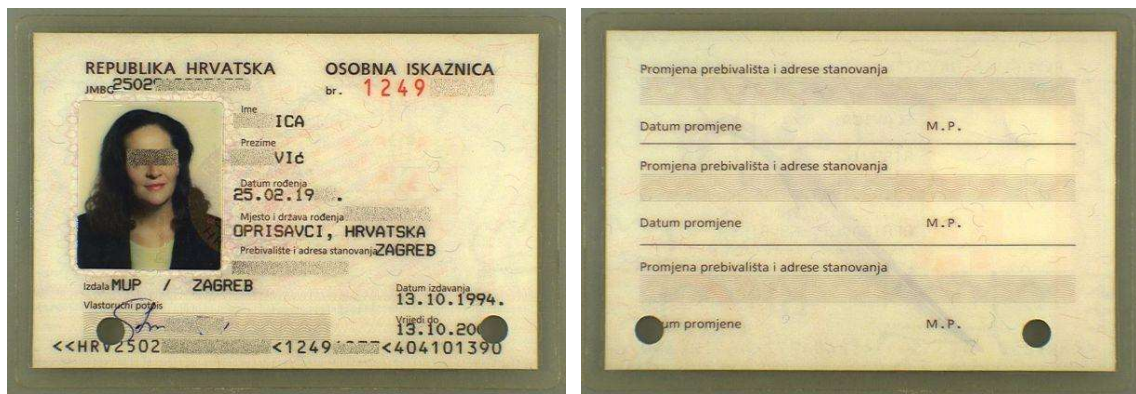 REPUBLIKA HRVATSKA
OSOBNA ISKAZNICA
JMBG 2502
br. 1249
Ime
ICA
Prezime
VIć
Datum rođenja
25.02.19 .
Mjesto i država rođenja
OPRISAVCI, HRVATSKA
Prebivalište i adresa stanovanja ZAGREB
Izdala MUP / ZAGREB
Datum izdavanja
13.10.1994.
Vlastoručni potpis
Vrijedi do
13.10.20
<<HRV2502 <1249 <404101390
Promjena prebivališta i adrese stanovanja
Datum promjene M.P.
Promjena prebivališta i adrese stanovanja
Datum promjene M.P.
Promjena prebivališta i adrese stanovanja
um promjene M.P.